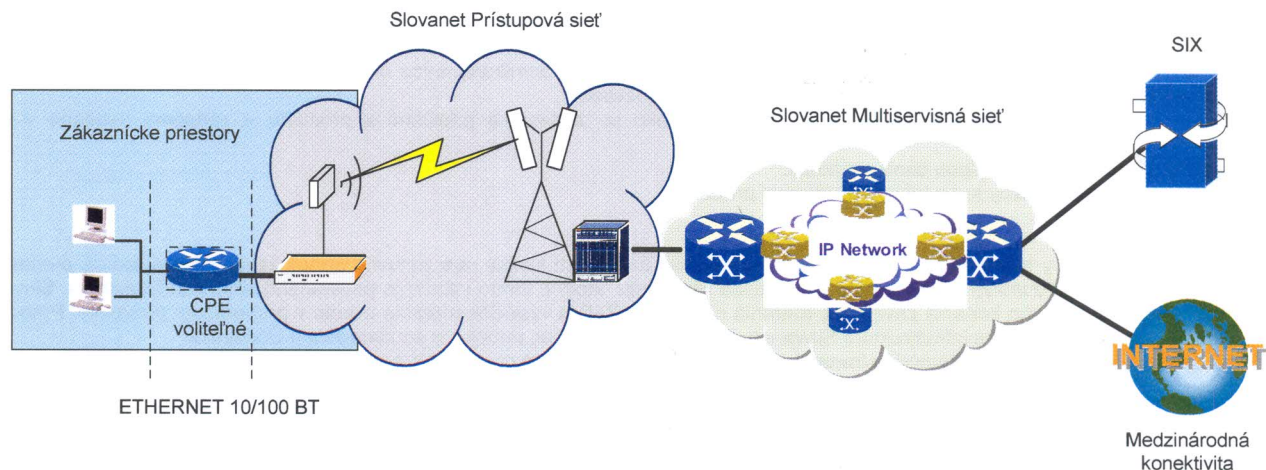 Slovanet Prístupová sieť
SIX
Zákaznícke priestory
Slovanet Multiservisná sieť
IP Network
CPE
voliteľné
INTERNET
ETHERNET 10/100 BT
Medzinárodná
konektivita